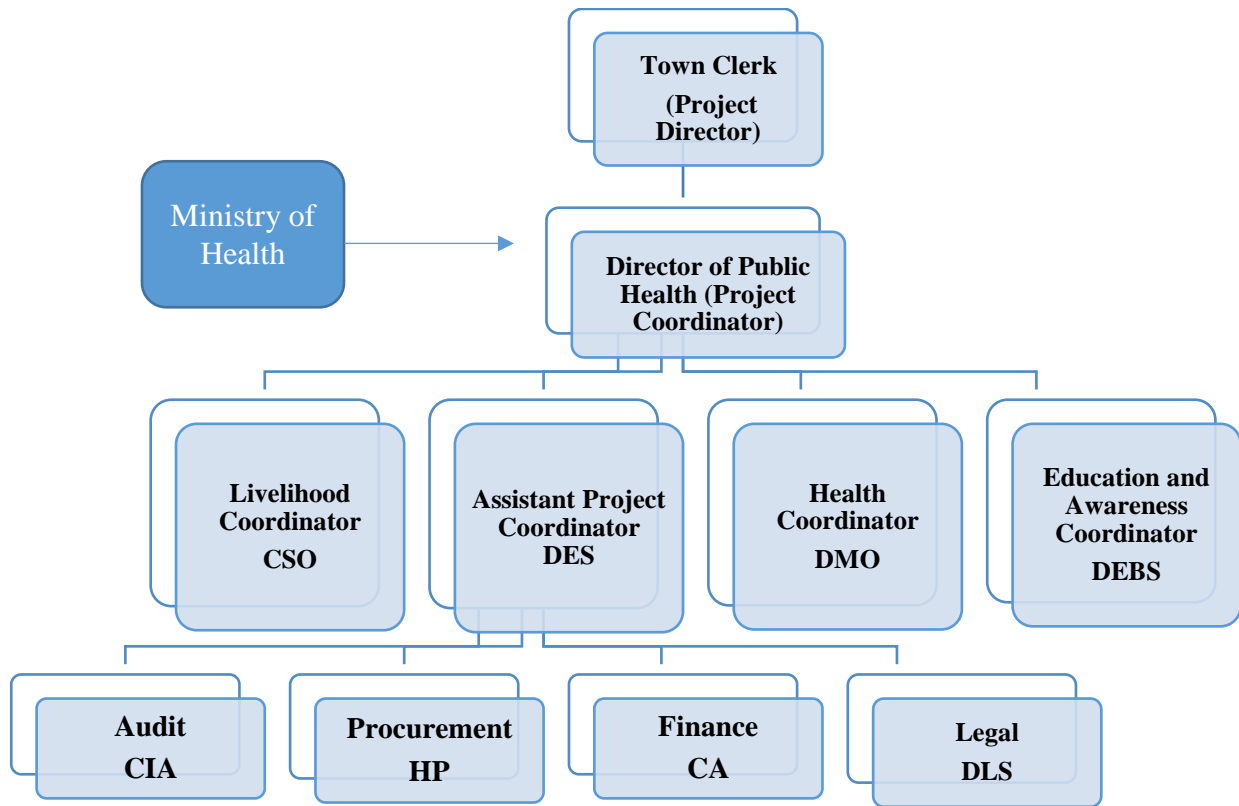 Town Clerk
(Project
Director)
Ministry of
Health
Director of Public
Health (Project
Coordinator)
Livelihood
Coordinator
CSO
Assistant Project
Coordinator
DES
Health
Coordinator
DMO
Education and
Awareness
Coordinator
DEBS
Audit
CIA
Procurement
HP
Finance
CA
Legal
DLS